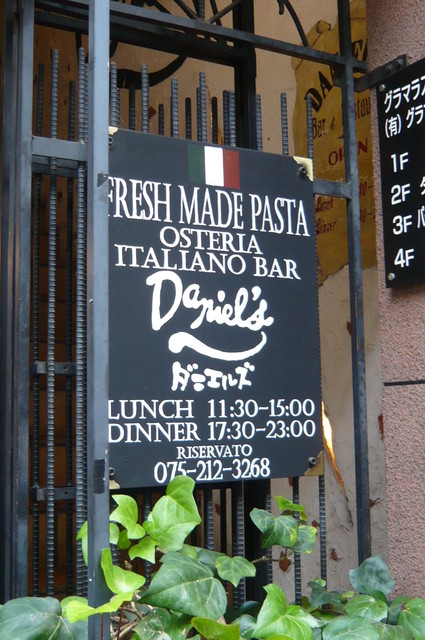 FRESH MADE PASTA
OSTERIA
ITALIANO BAR
Daniel's
ダニエルズ
LUNCH 11:30-15:00
DINNER 17:30-23:00
RISERVATO
075-212-3268
グラマラ
(有) グラ
1F
2F
3F
4F
Bar